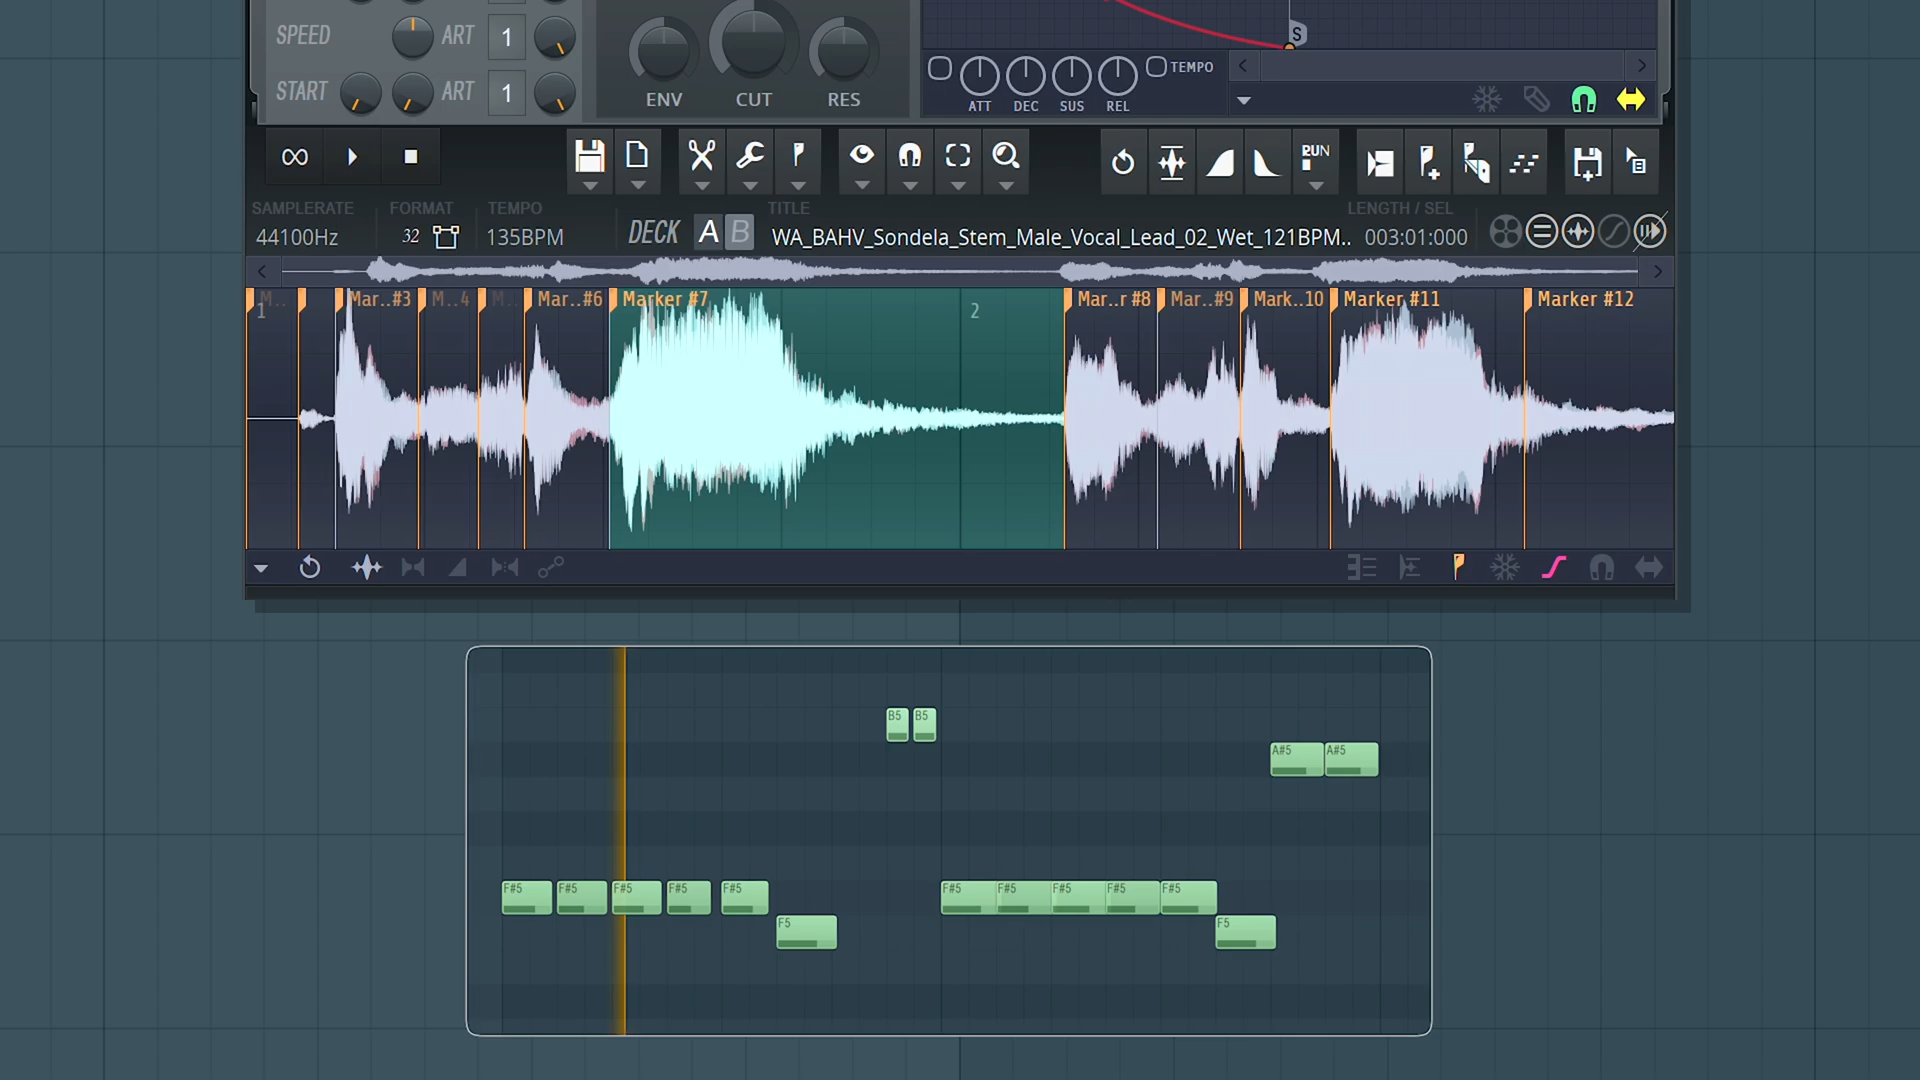 SPEED ART 1
START ART 1
ENV CUT RES
S
ATT DEC SUS REL
TEMPO
RUN
SAMPLERATE FORMAT TEMPO TITLE LENGTH / SEL
44100Hz 32 135BPM DECK A B WA_BAHV_Sondela_Stem_Male_Vocal_Lead_02_Wet_121BPM.. 003:01:000
M.. Mar..#3 M..4 M.. Mar..#6 Marker #7 Mar..r #8 Mar..#9 Mark..10 Marker #11 Marker #12
1 2
B5 B5
A#5 A#5
F#5 F#5 F#5 F#5 F#5 F#5 F#5 F#5 F#5 F#5
F5 F5